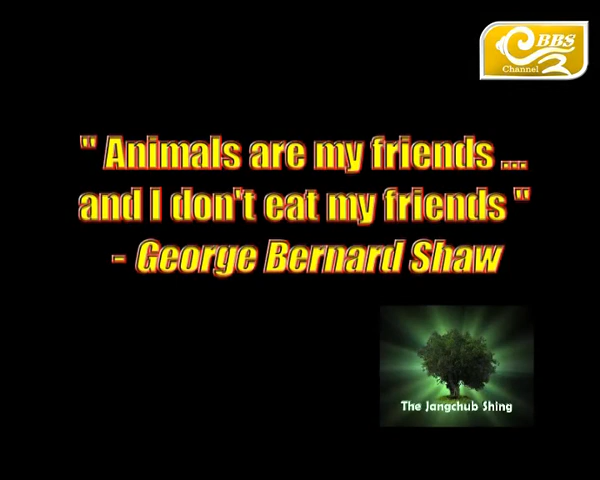 BBS
Channel 2
" Animals are my friends ...
and I don't eat my friends "
- George Bernard Shaw
The Jangchub Shing